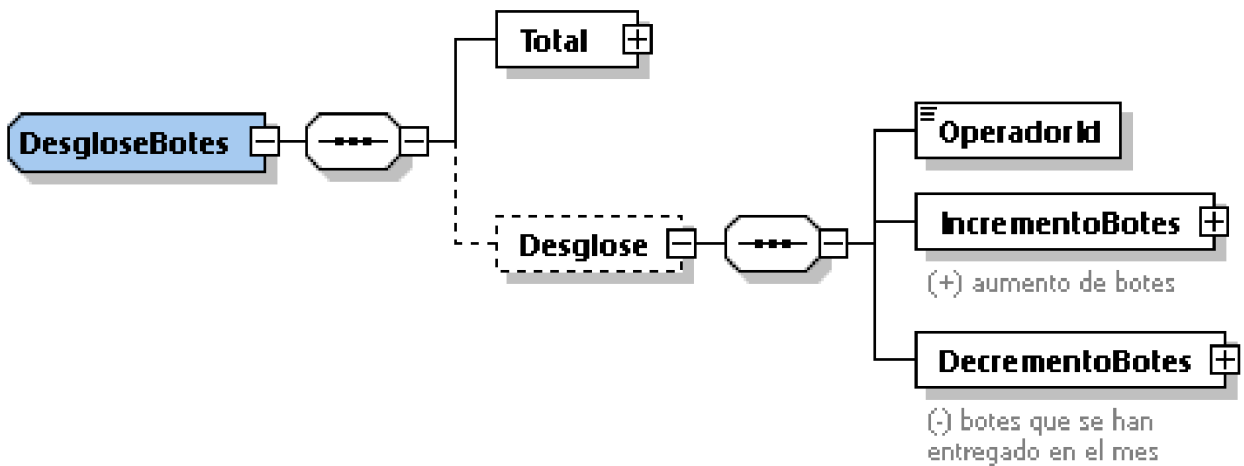 Total
DesgloseBotes
OperadorId
Desglose
IncrementoBotes
(+) aumento de botes
DecrementoBotes
(-) botes que se han
entregado en el mes